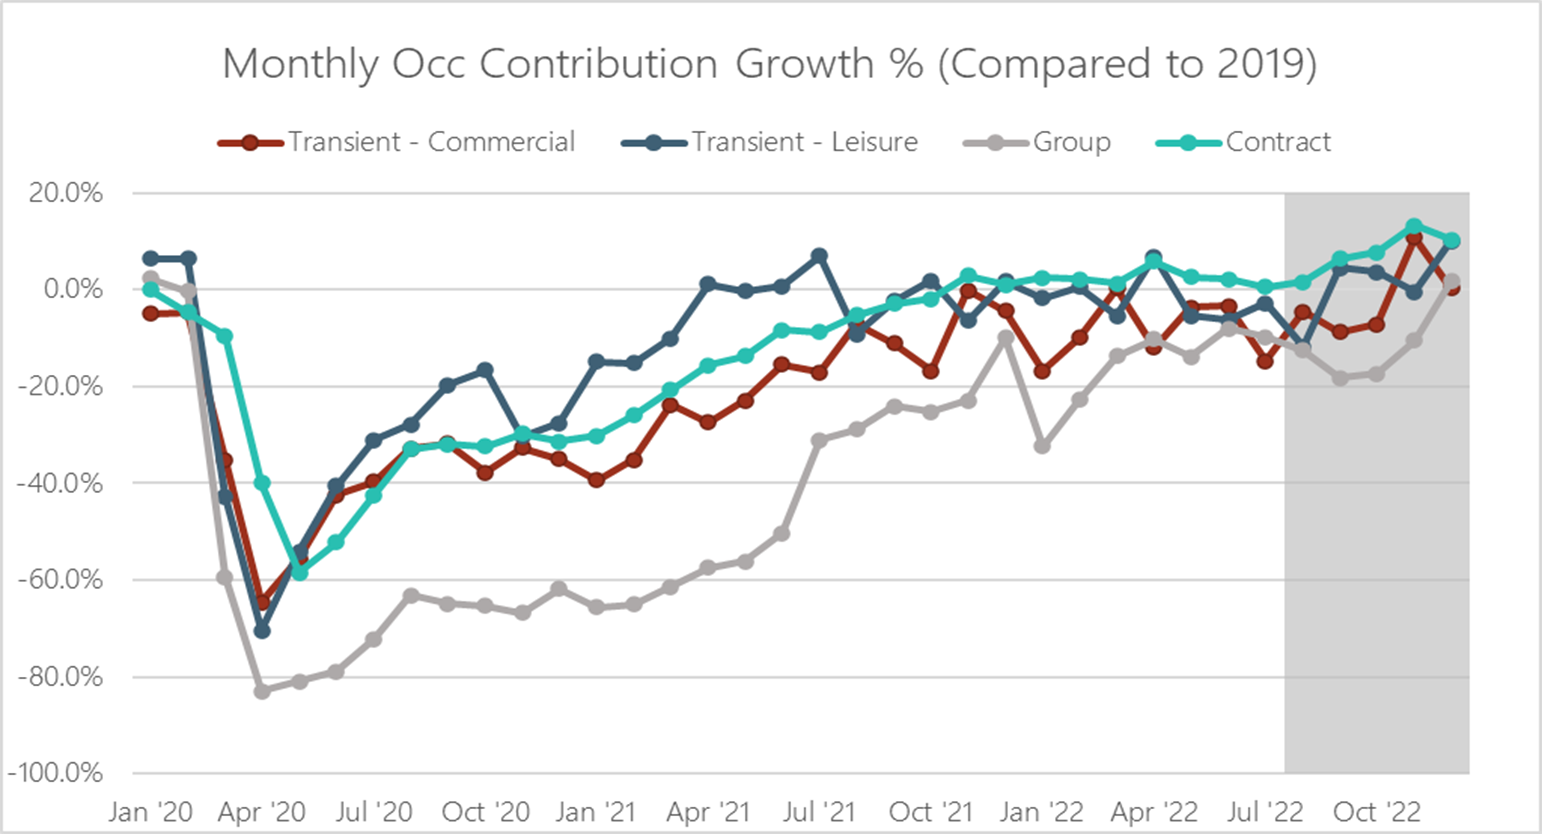 Monthly Occ Contribution Growth % (Compared to 2019)
Transient - Commercial Transient - Leisure Group Contract
20.0%
0.0%
-20.0%
-40.0%
-60.0%
-80.0%
-100.0%
Jan '20 Apr '20 Jul '20 Oct '20 Jan '21 Apr '21 Jul '21 Oct '21 Jan '22 Apr '22 Jul '22 Oct '22